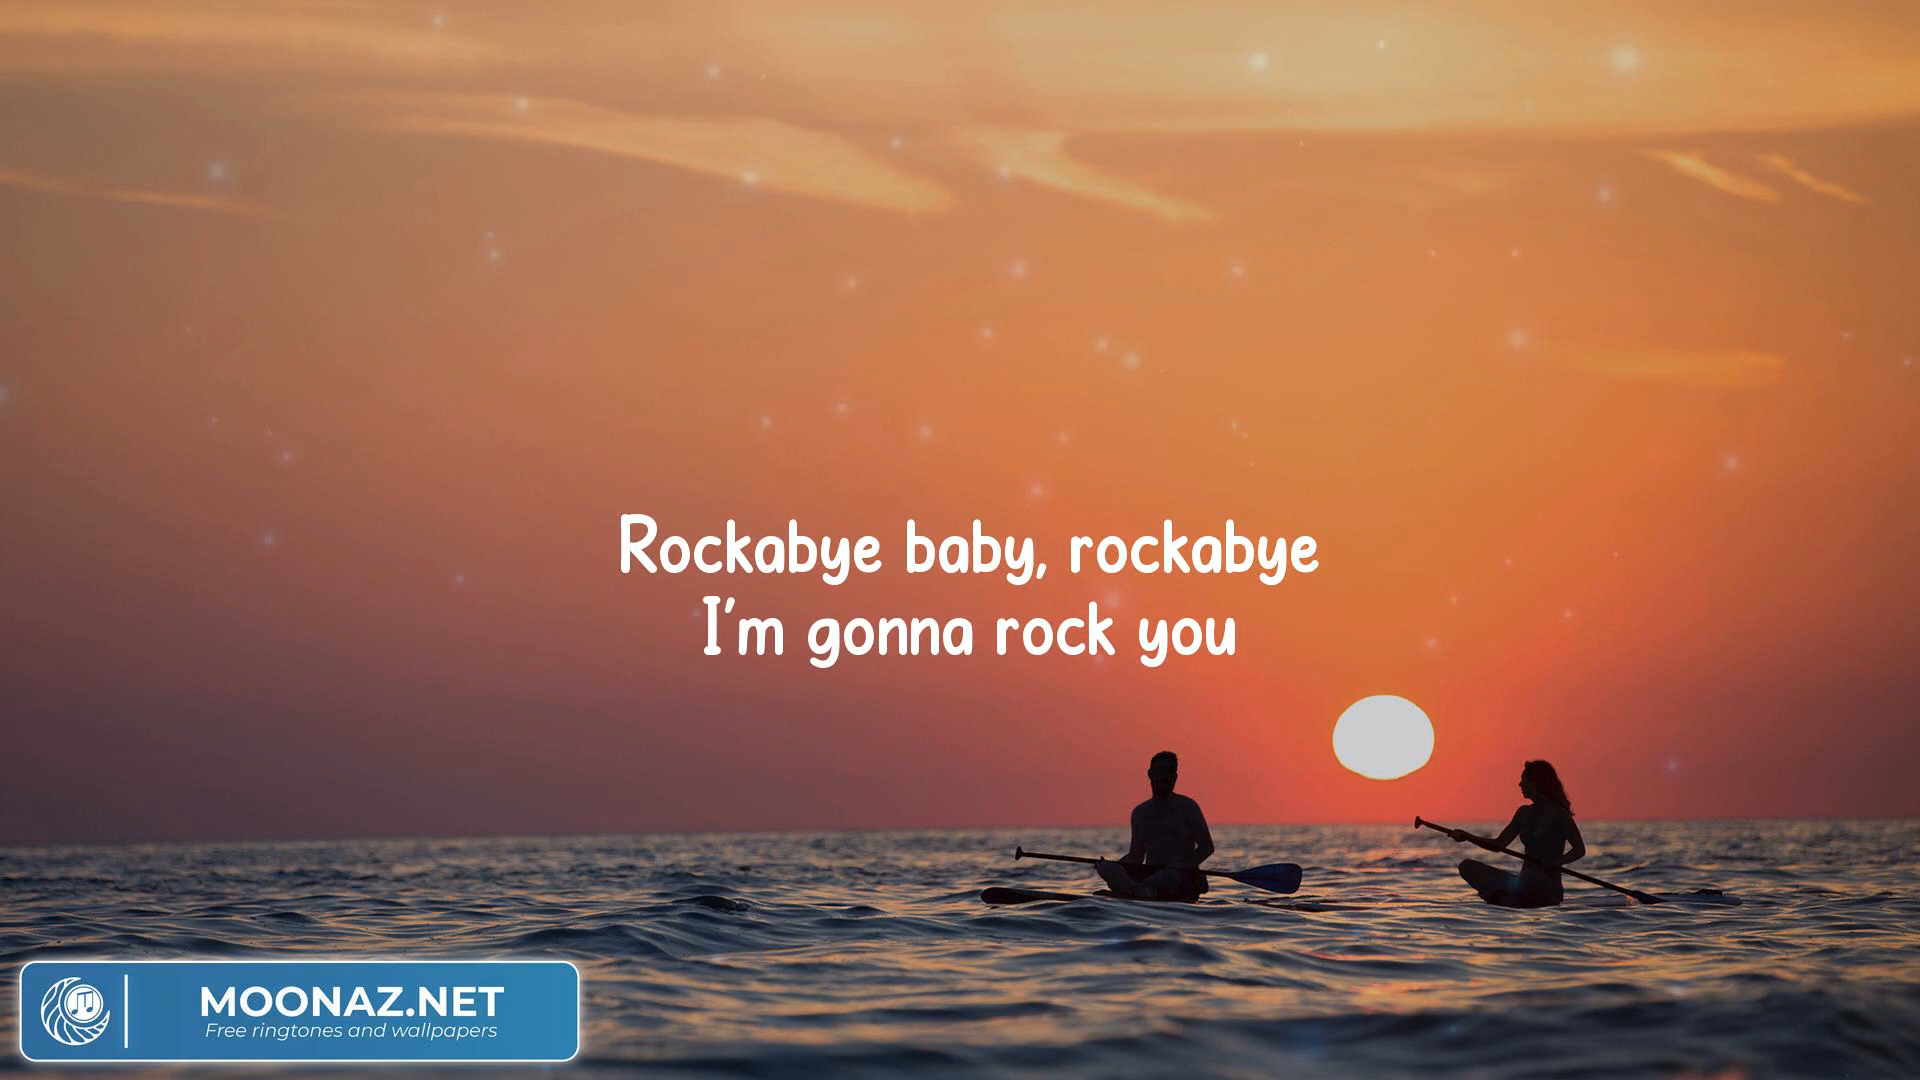 Rockabye baby, rockabye
I'm gonna rock you
MOONAZ.NET
Free ringtones and wallpapers